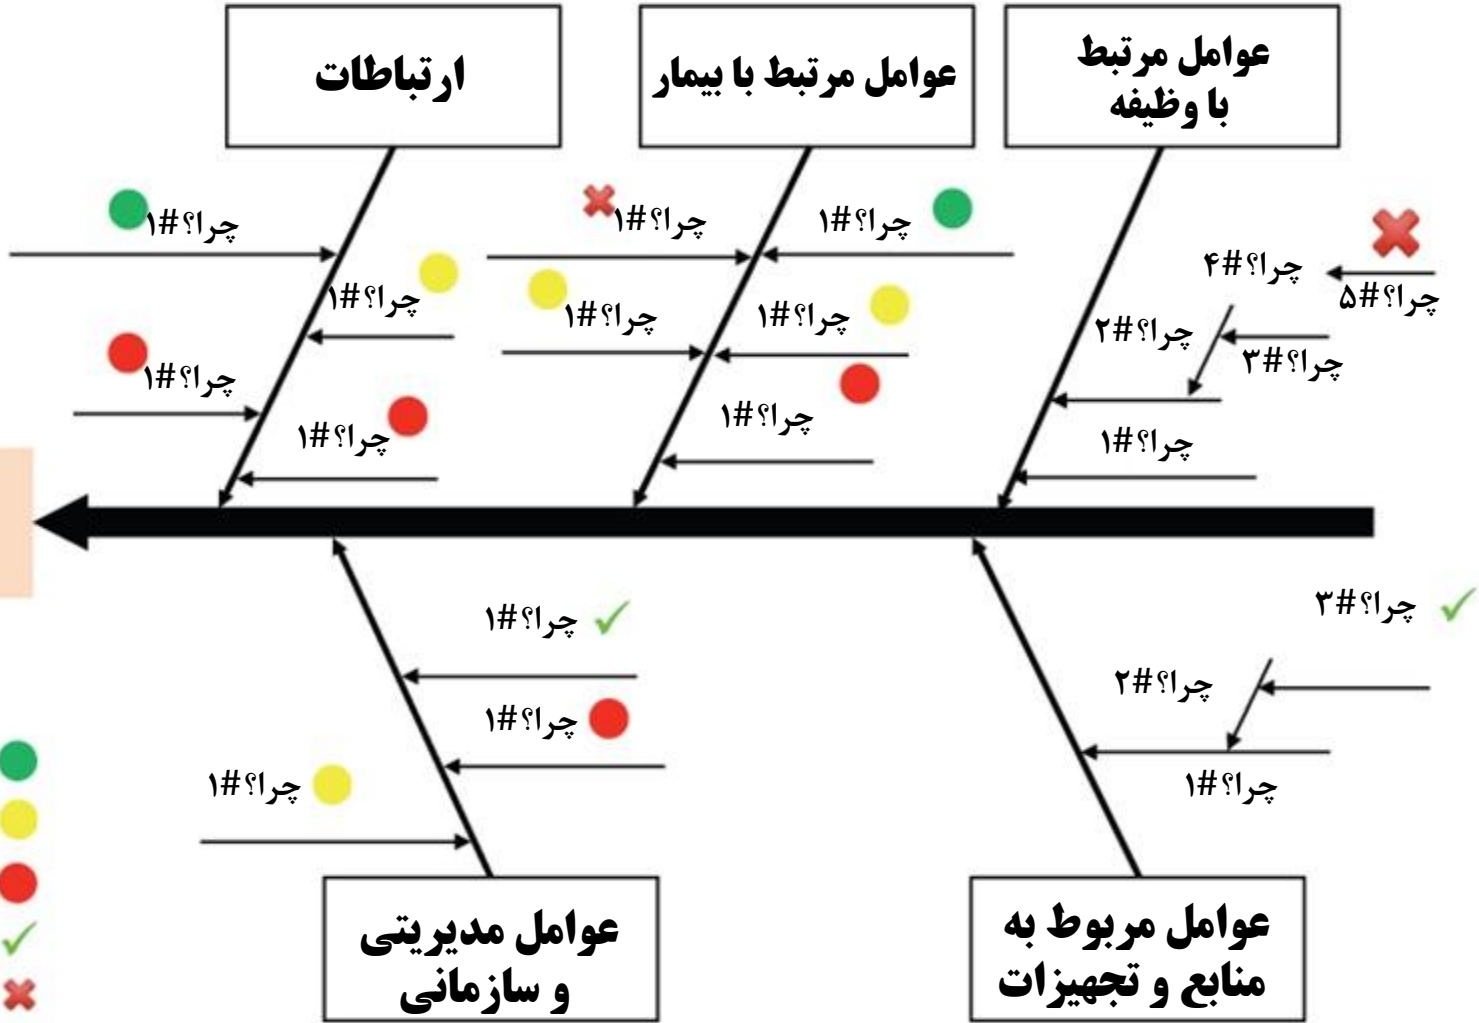 عوامل مرتبط
با وظیفه
عوامل مرتبط با بیمار
ارتباطات
چرا؟#۴
چرا؟#۵
چرا؟#۲
چرا؟#۳
چرا؟#۱
چرا؟#۱
چرا؟#۱
چرا؟#۱
چرا؟#۱
چرا؟#۱
چرا؟#۱
چرا؟#۱
چرا؟#۱
چرا؟#۱
چرا؟#۳
چرا؟#۲
چرا؟#۱
چرا؟#۱
چرا؟#۱
چرا؟#۱
عوامل مربوط به
منابع و تجهیزات
عوامل مدیریتی
و سازمانی